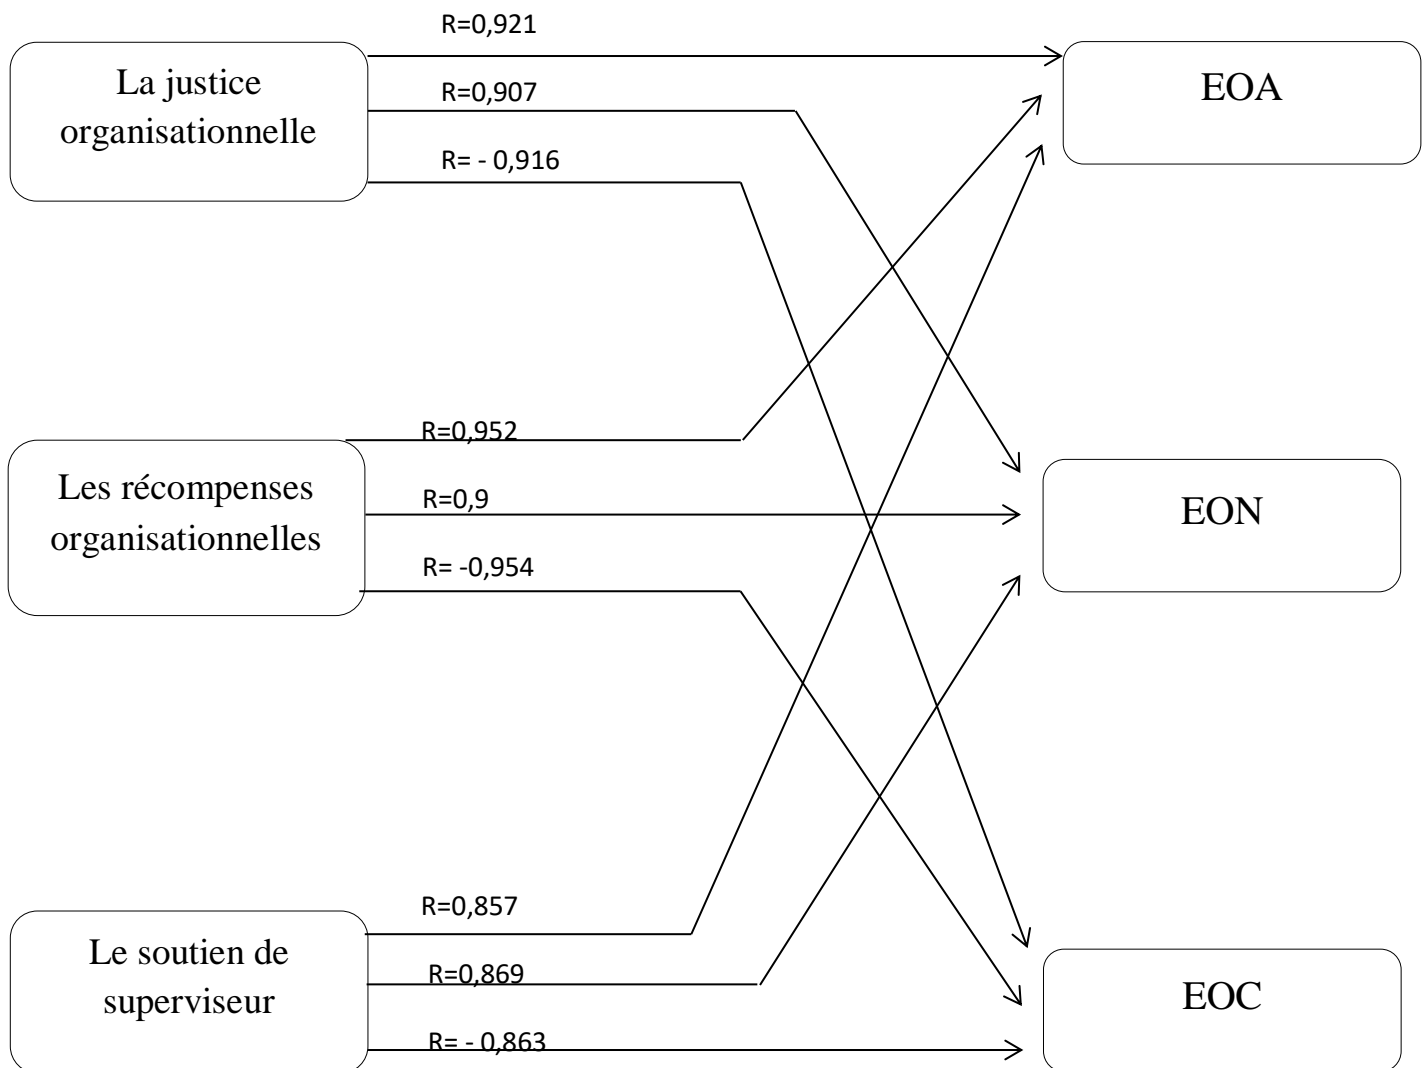 R=0,921
La justice
organisationnelle
EOA
R=0,907
R= - 0,916
R=0,952
Les récompenses
organisationnelles
R=0,9
EON
R= -0,954
R=0,857
Le soutien de
superviseur
R=0,869
EOC
R= - 0,863